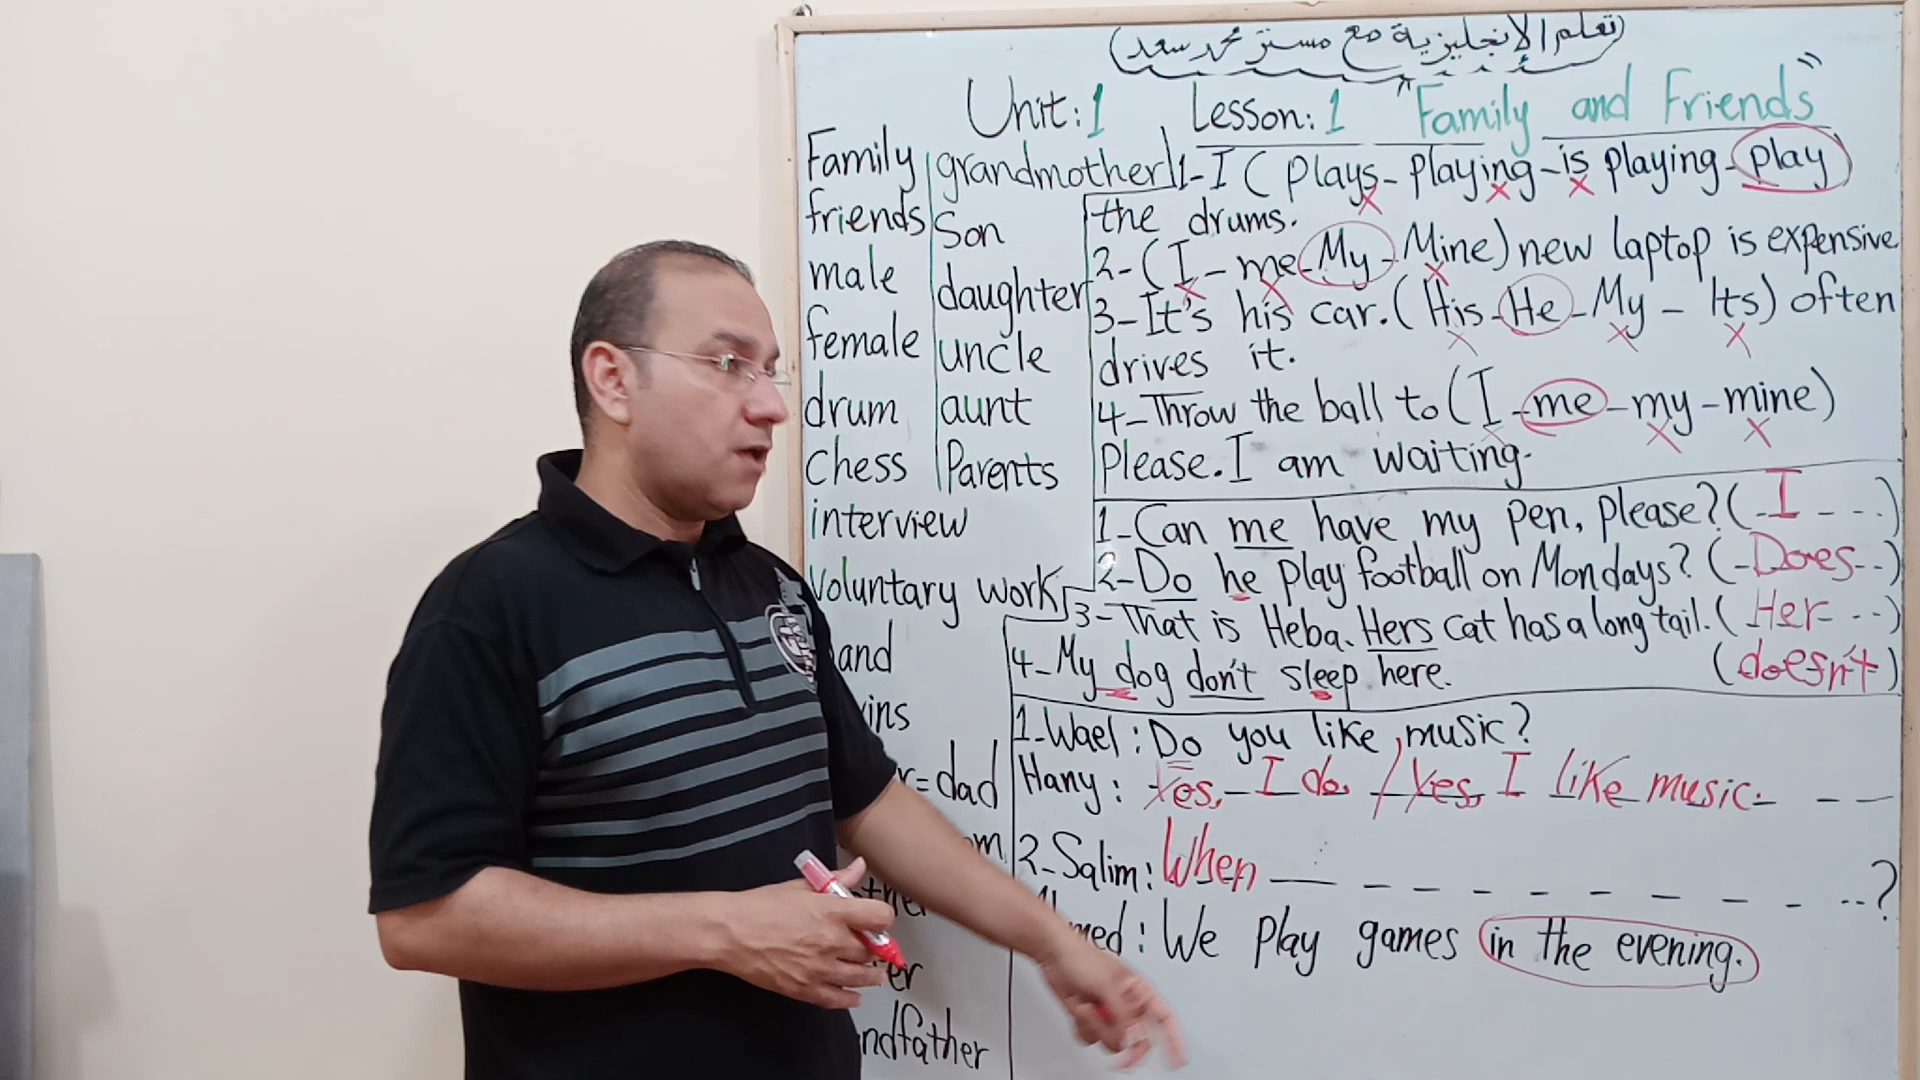 (تعلم الإنجليزية مع مستر محمد سعد)
Unit: 1 Lesson: 1 "Family and Friends"
Family
friends
male
female
drum
chess
interview
Voluntary work
and
ins
= dad
m
ndfather
grandmother
Son
daughter
uncle
aunt
Parents
1-I (plays-playing-is playing-play
the drums.
2-(I-me-My-Mine) new laptop is expensive
3-It's his car.(His-He-My-Its) often
drives it.
4-Throw the ball to (I-me-my-mine)
Please. I am waiting.
1-Can me have my pen, please? (-I---)
2-Do he play football on Mondays? (-Does--)
3-That is Heba. Hers cat has a long tail. (Her---)
4-My dog don't sleep here. (doesn't)
1-Wael: Do you like music?
Hany: Yes, I do. / Yes, I like music.
2-Salim: When ---------?
med: We play games in the evening.